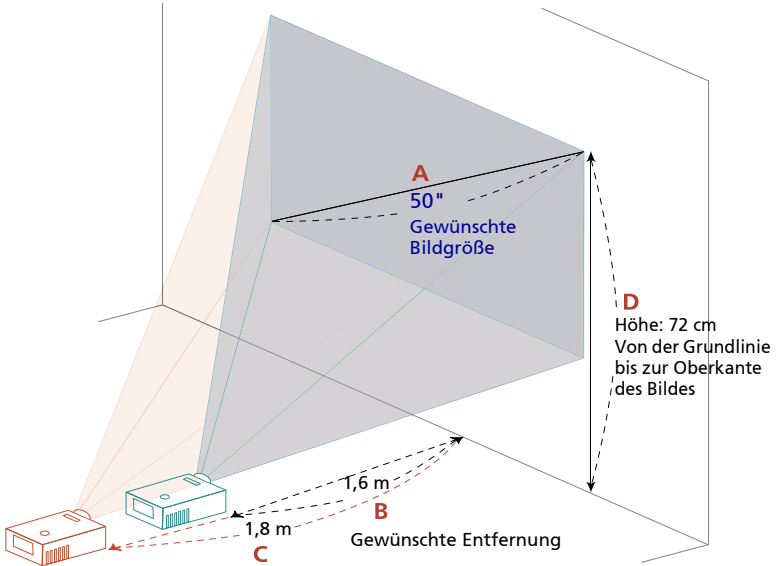 A
50"
Gewünschte
Bildgröße
D
Höhe: 72 cm
Von der Grundlinie
bis zur Oberkante
des Bildes
1,6 m
B
1,8 m
C
Gewünschte Entfernung